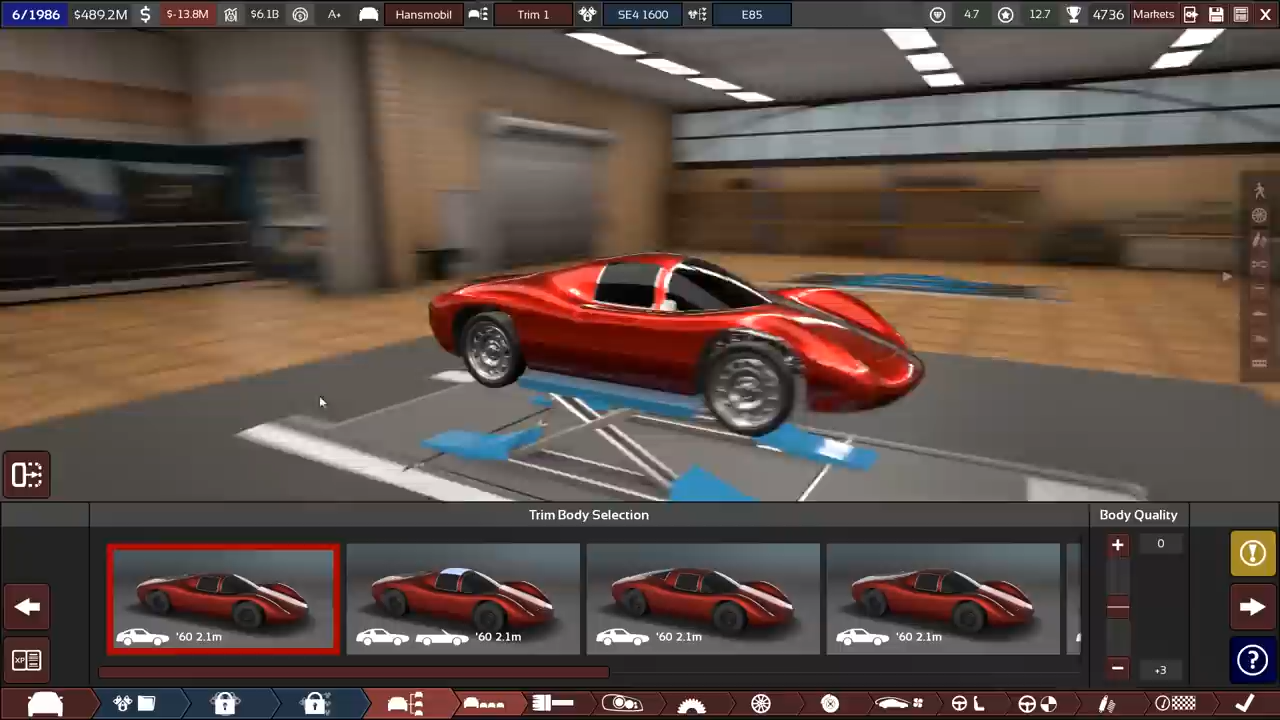 6/1986 $489.2M $ $-13.8M $6.1B A+ Hansmobil Trim 1 SE4 1600 E85 4.7 12.7 4736 Markets X
Trim Body Selection
Body Quality
+ 0
'60 2.1m
'60 2.1m
'60 2.1m
'60 2.1m
XP
- +3
?